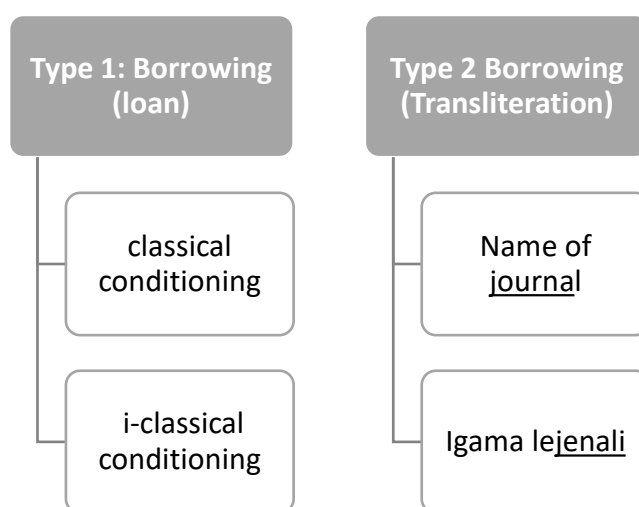 Type 1: Borrowing
(loan)
classical
conditioning
i-classical
conditioning
Type 2 Borrowing
(Transliteration)
Name of
journal
Igama lejenali